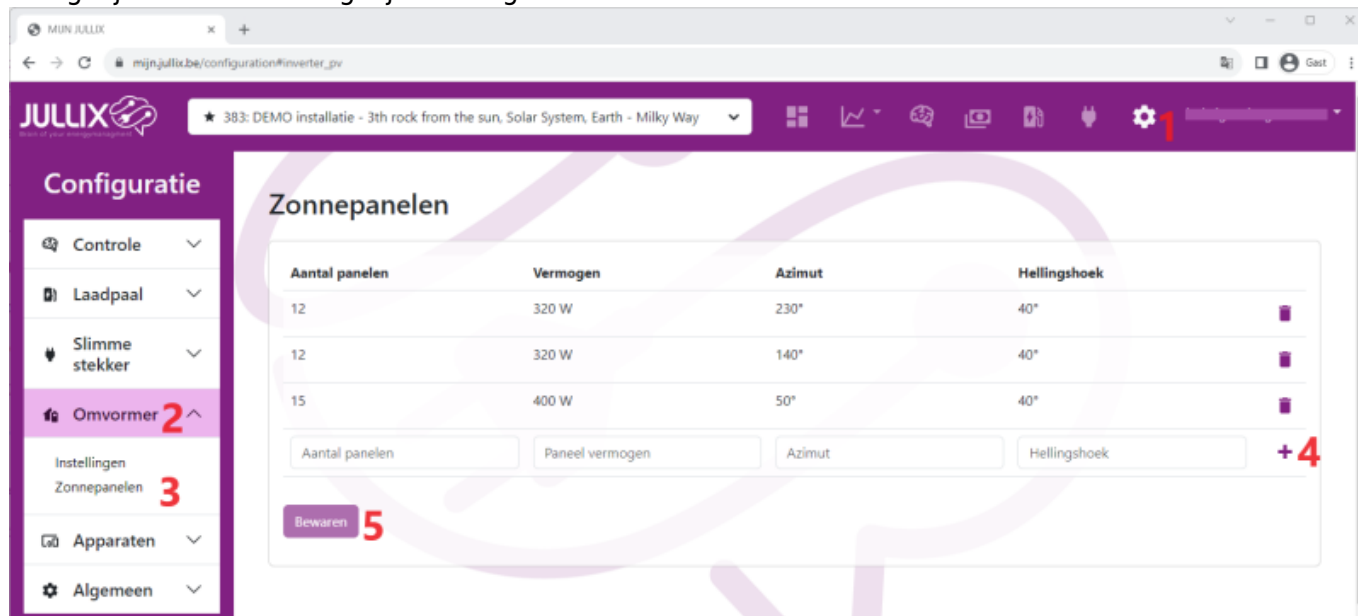 MIJN JULLIX
mijn.jullix.be/configuration#inverter_pv
Gast
JULLIX
★ 383: DEMO installatie - 3th rock from the sun, Solar System, Earth - Milky Way
1
Configuratie
Controle
Laadpaal
Slimme
stekker
Omvormer 2
Instellingen
Zonnepanelen 3
Apparaten
Algemeen
Zonnepanelen
Aantal panelen Vermogen Azimut Hellingshoek
12 320 W 230° 40°
12 320 W 140° 40°
15 400 W 50° 40°
Aantal panelen Paneel vermogen Azimut Hellingshoek + 4
Bewaren 5